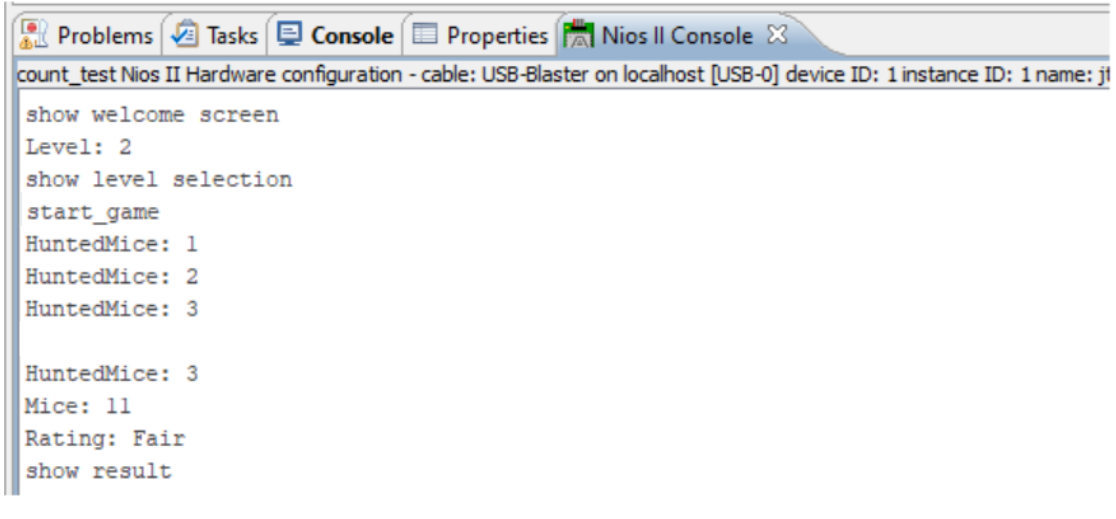 Problems Tasks Console Properties Nios II Console
count_test Nios II Hardware configuration - cable: USB-Blaster on localhost [USB-0] device ID: 1 instance ID: 1 name: jt
show welcome screen
Level: 2
show level selection
start_game
HuntedMice: 1
HuntedMice: 2
HuntedMice: 3
HuntedMice: 3
Mice: 11
Rating: Fair
show result